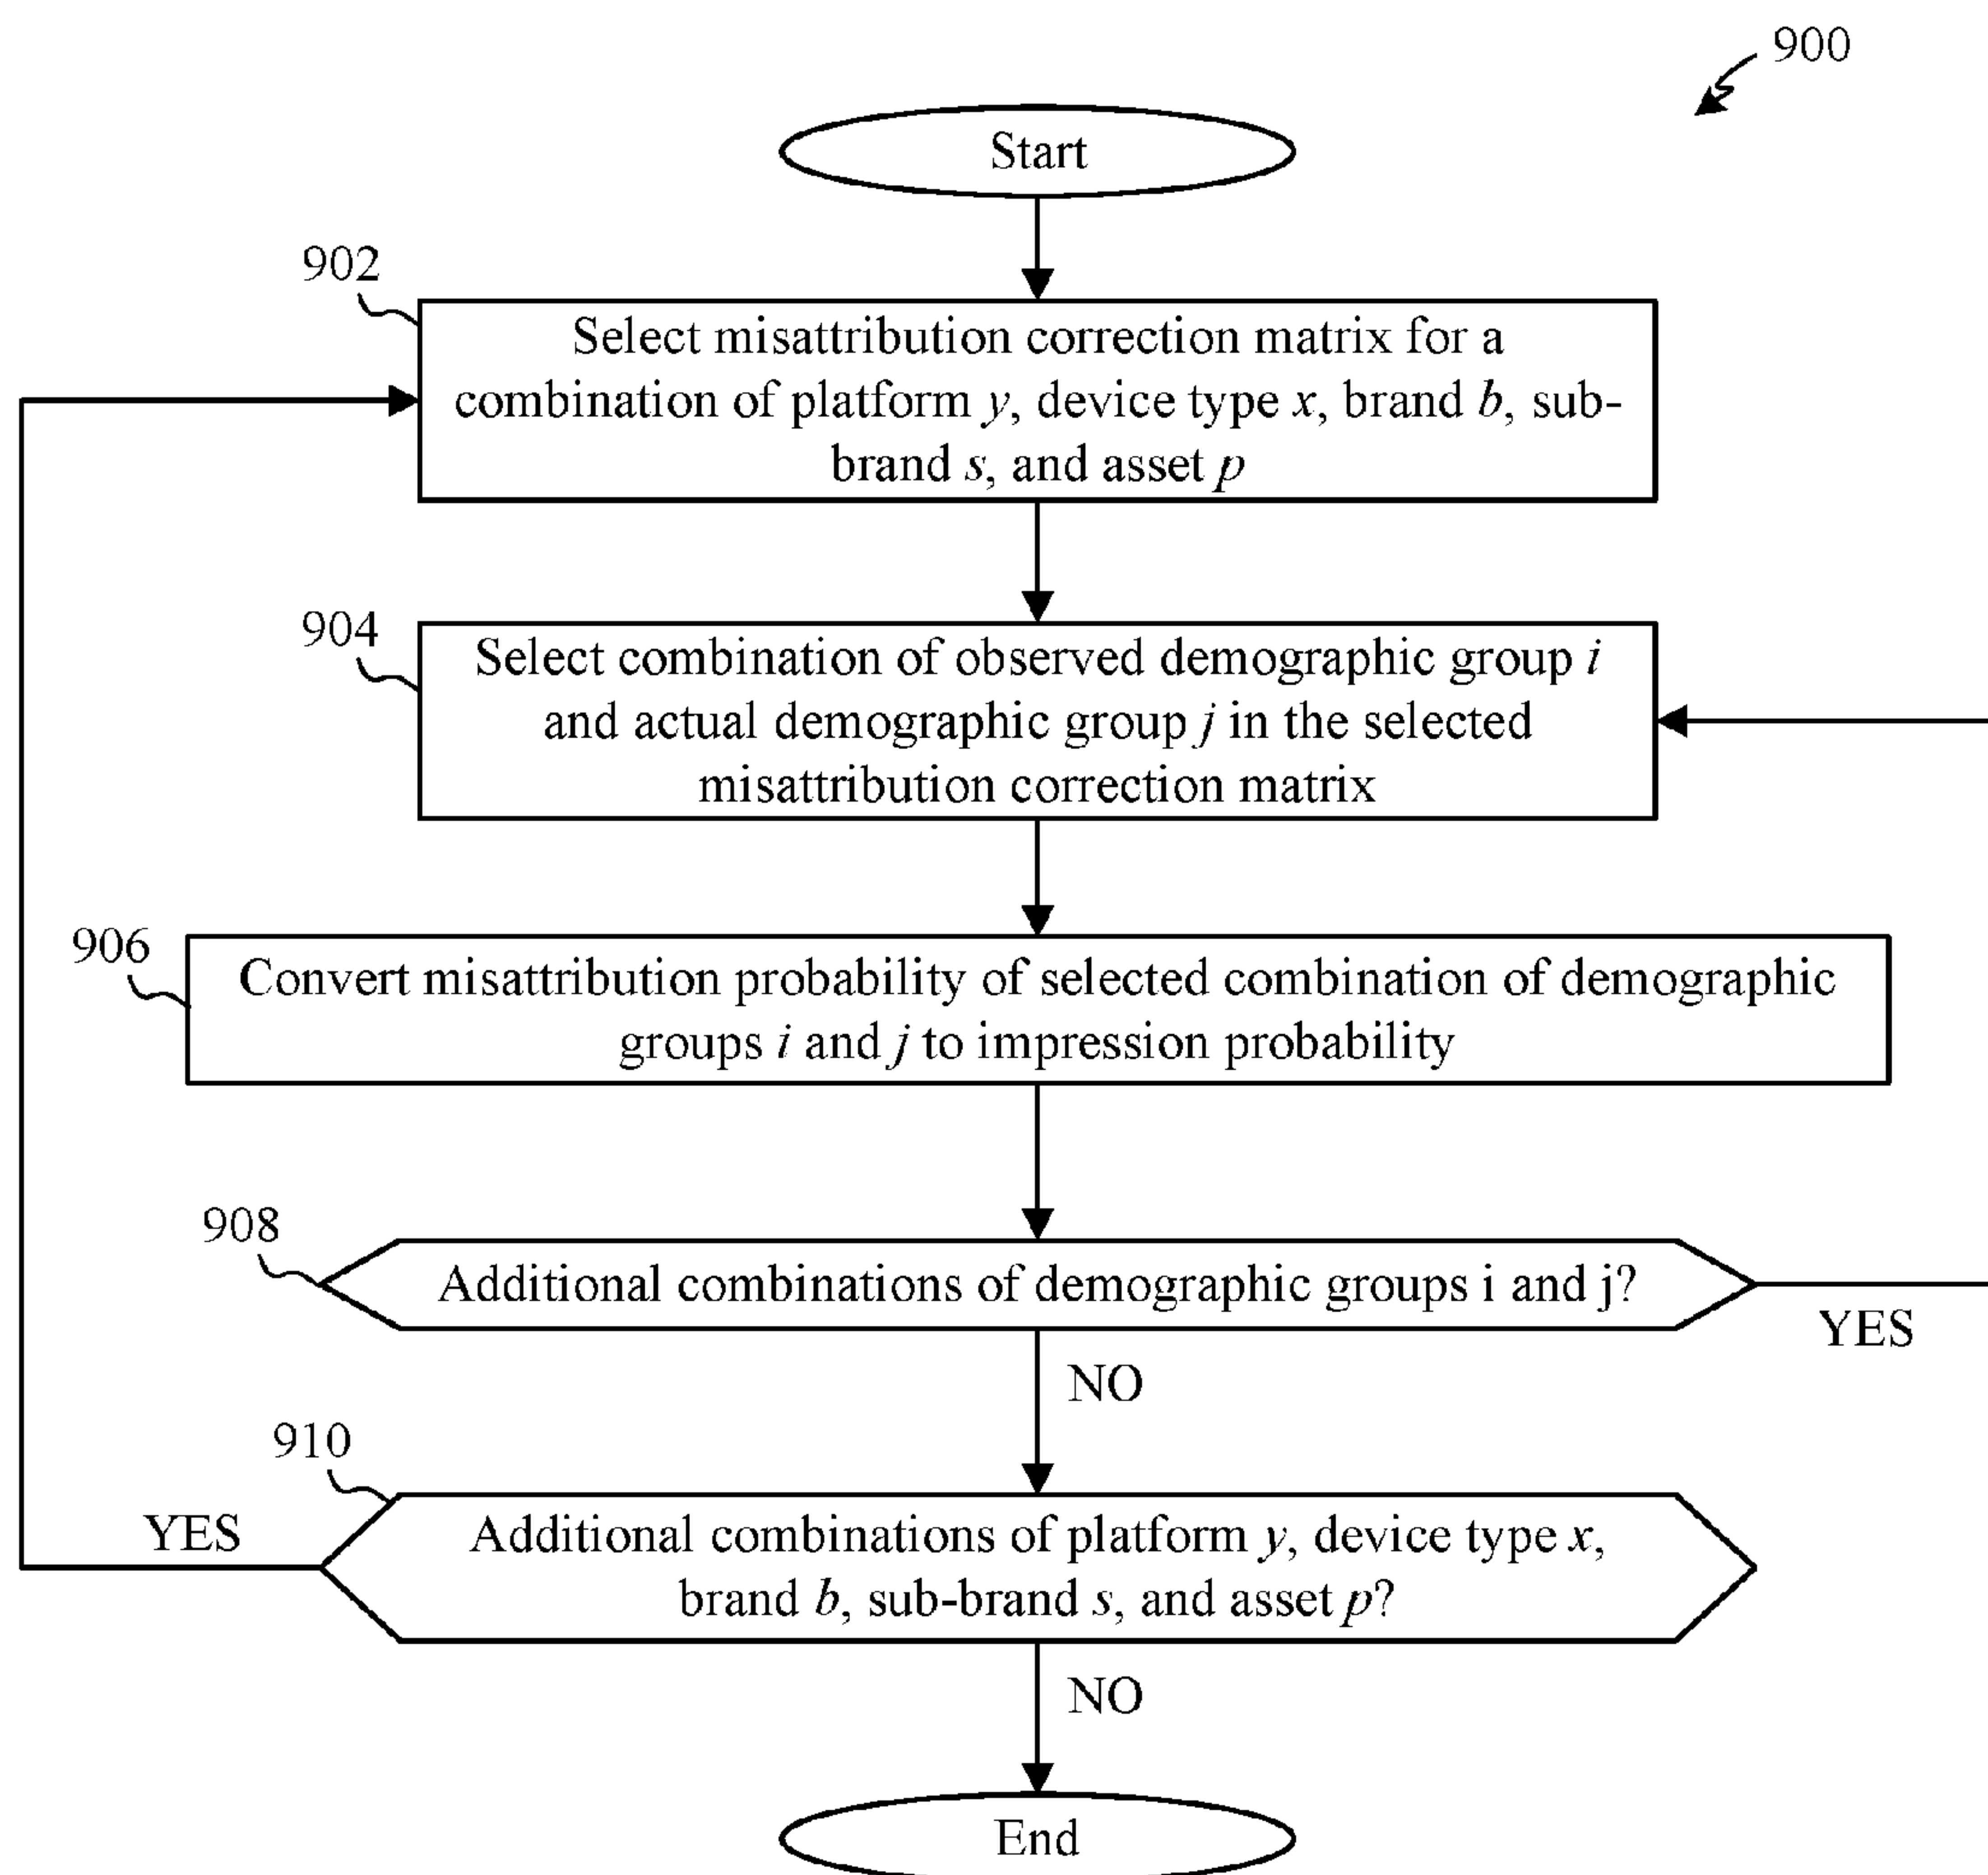 900
Start
902
Select misattribution correction matrix for a
combination of platform y, device type x, brand b, sub-
brand s, and asset p
904
Select combination of observed demographic group i
and actual demographic group j in the selected
misattribution correction matrix
906
Convert misattribution probability of selected combination of demographic
groups i and j to impression probability
908
Additional combinations of demographic groups i and j?
YES
NO
910
YES
Additional combinations of platform y, device type x,
brand b, sub-brand s, and asset p?
NO
End